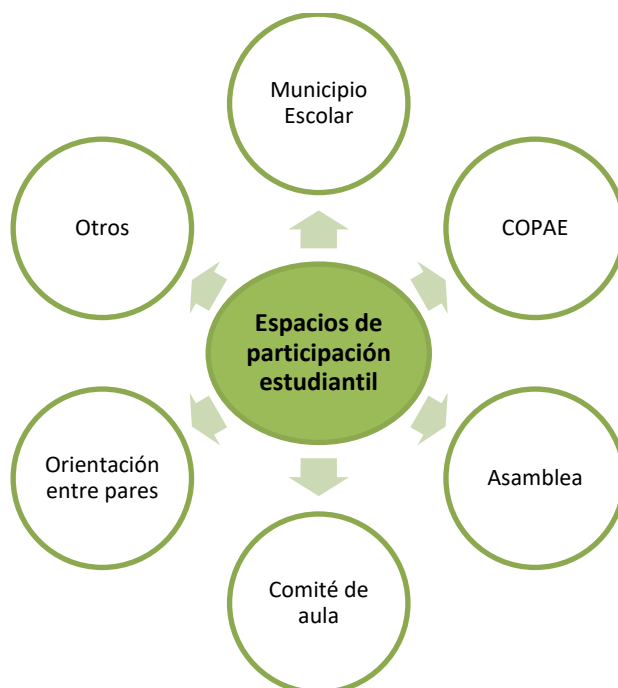 Municipio
Escolar
COPAE
Asamblea
Comité de
aula
Orientación
entre pares
Otros
Espacios de
participación
estudiantil